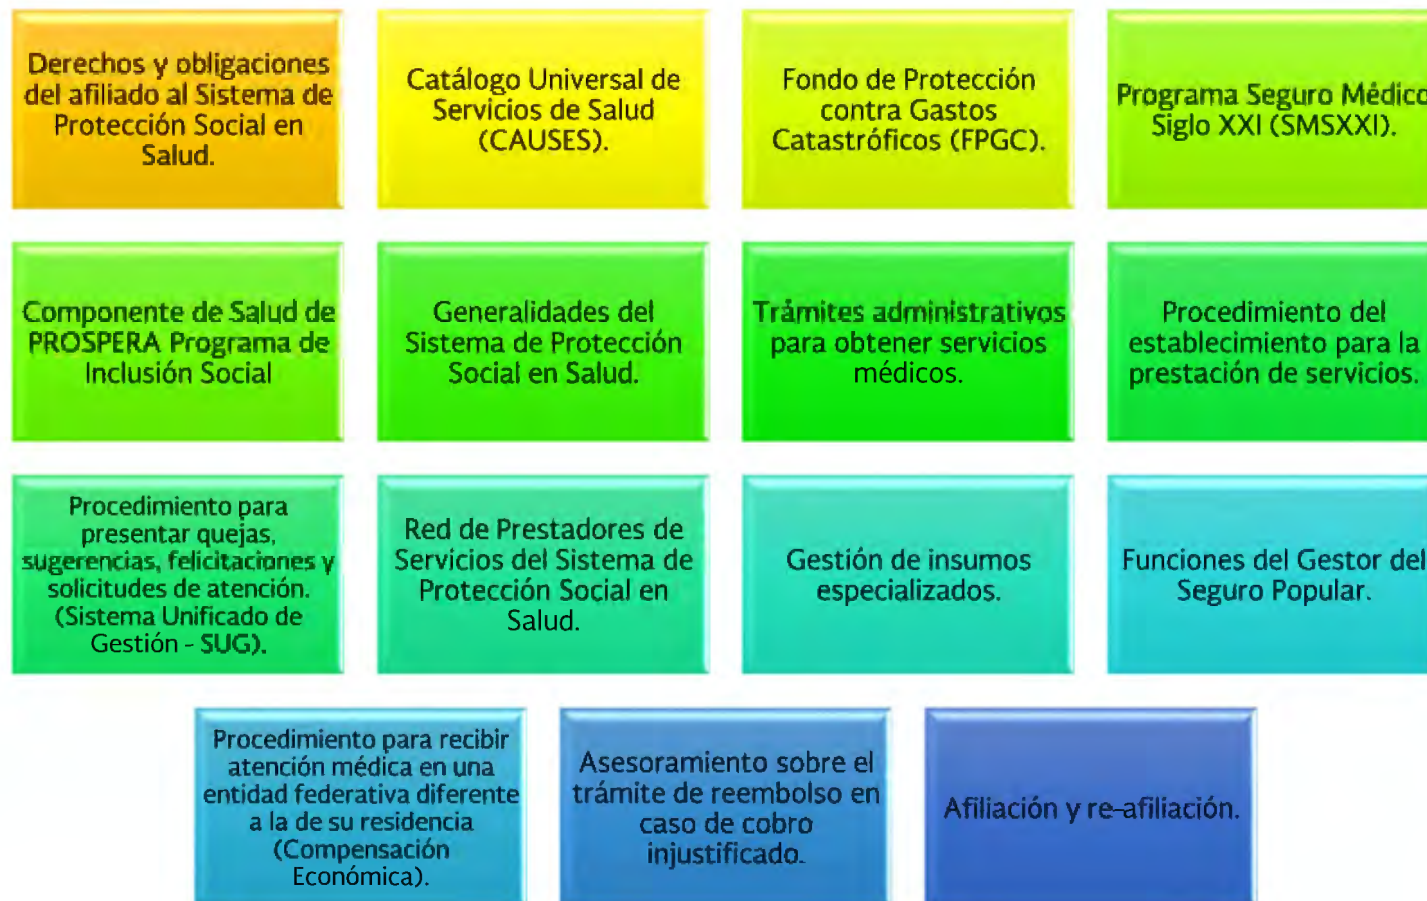 Derechos y obligaciones
del afiliado al Sistema de
Protección Social en
Salud.
Catálogo Universal de
Servicios de Salud
(CAUSES).
Fondo de Protección
contra Gastos
Catastróficos (FPGC).
Programa Seguro Médico
Siglo XXI (SMSXXI).
Componente de Salud de
PROSPERA Programa de
Inclusión Social
Generalidades del
Sistema de Protección
Social en Salud.
Trámites administrativos
para obtener servicios
médicos.
Procedimiento del
establecimiento para la
prestación de servicios.
Procedimiento para
presentar quejas,
sugerencias, felicitaciones y
solicitudes de atención.
(Sistema Unificado de
Gestión - SUG).
Red de Prestadores de
Servicios del Sistema de
Protección Social en
Salud.
Gestión de insumos
especializados.
Funciones del Gestor del
Seguro Popular.
Procedimiento para recibir
atención médica en una
entidad federativa diferente
a la de su residencia
(Compensación
Económica).
Asesoramiento sobre el
trámite de reembolso en
caso de cobro
injustificado.
Afiliación y re-afiliación.